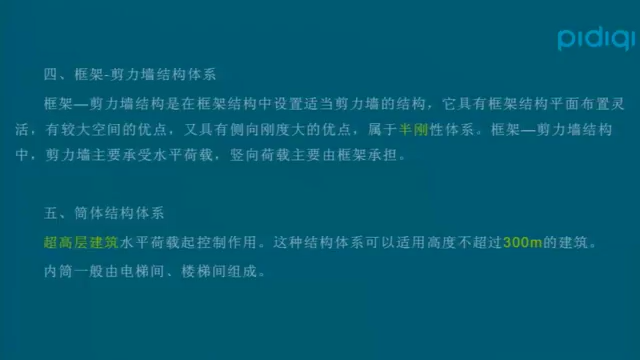 pidiqi
四、框架-剪力墙结构体系
框架—剪力墙结构是在框架结构中设置适当剪力墙的结构，它具有框架结构平面布置灵
活，有较大空间的优点，又具有侧向刚度大的优点，属于半刚性体系。框架—剪力墙结构
中，剪力墙主要承受水平荷载，竖向荷载主要由框架承担。
五、筒体结构体系
超高层建筑水平荷载起控制作用。这种结构体系可以适用高度不超过300m的建筑。
内筒一般由电梯间、楼梯间组成。